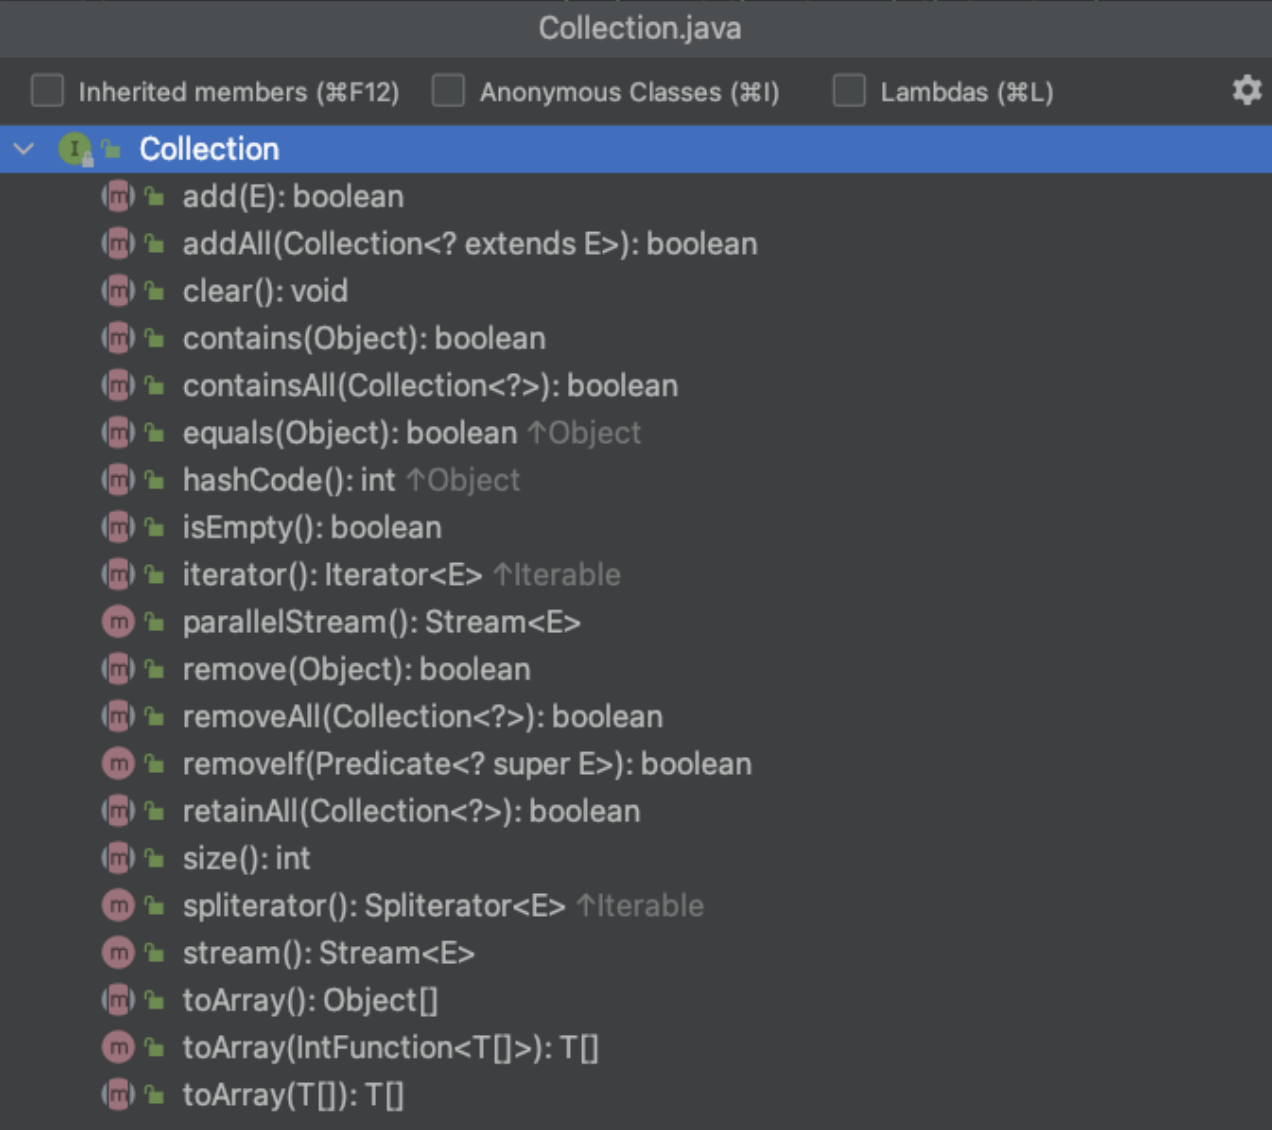 Collection.java
Inherited members (⌘F12) Anonymous Classes (⌘I) Lambdas (⌘L)
I Collection
m add(E): boolean
m addAll(Collection<? extends E>): boolean
m clear(): void
m contains(Object): boolean
m containsAll(Collection<?>): boolean
m equals(Object): boolean ↑Object
m hashCode(): int ↑Object
m isEmpty(): boolean
m iterator(): Iterator<E> ↑Iterable
m parallelStream(): Stream<E>
m remove(Object): boolean
m removeAll(Collection<?>): boolean
m removeIf(Predicate<? super E>): boolean
m retainAll(Collection<?>): boolean
m size(): int
m spliterator(): Spliterator<E> ↑Iterable
m stream(): Stream<E>
m toArray(): Object[]
m toArray(IntFunction<T[]>): T[]
m toArray(T[]): T[]